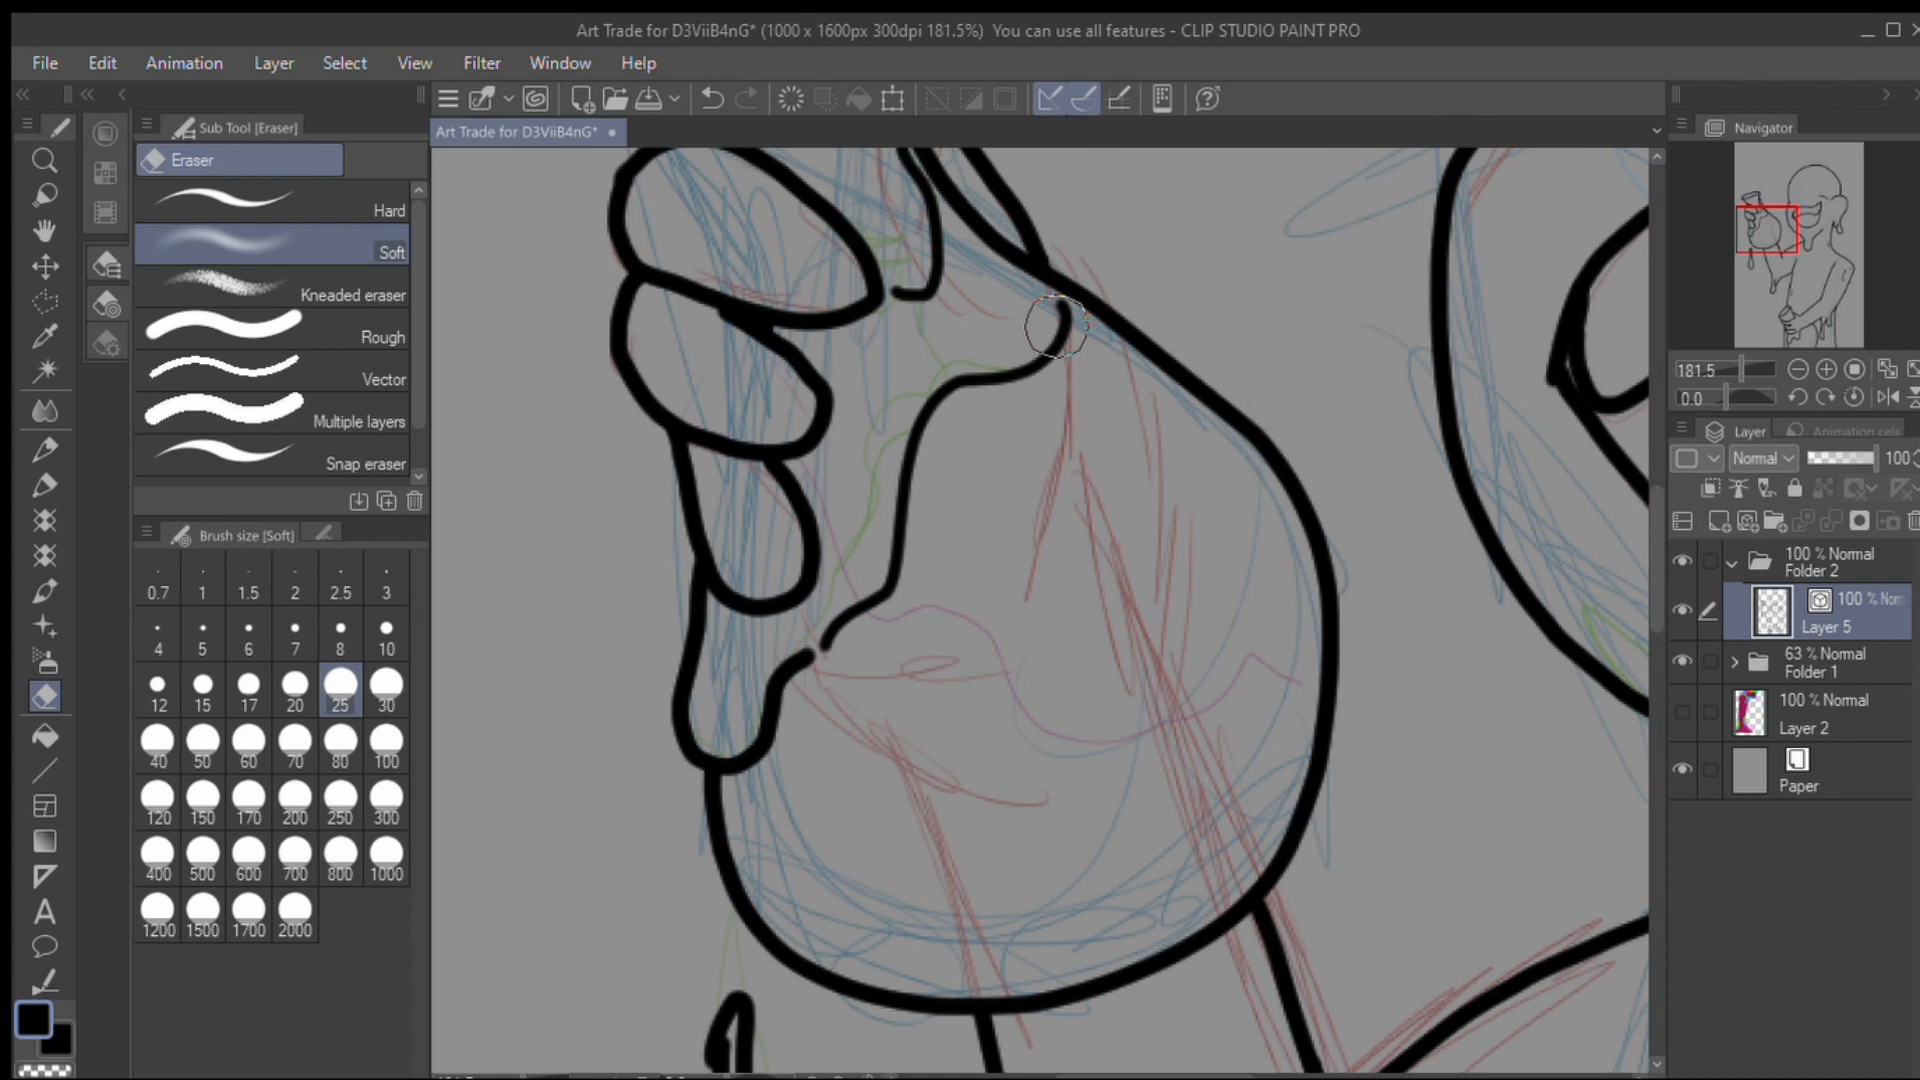 Art Trade for D3ViiB4nG* (1000 x 1600px 300dpi 181.5%)  You can use all features - CLIP STUDIO PAINT PRO
File Edit Animation Layer Select View Filter Window Help
Sub Tool [Eraser]
Art Trade for D3ViiB4nG*
Navigator
Eraser
Hard
Soft
Kneaded eraser
Rough
Vector
Multiple layers
Snap eraser
Brush size [Soft]
0.7 1 1.5 2 2.5 3
4 5 6 7 8 10
12 15 17 20 25 30
40 50 60 70 80 100
120 150 170 200 250 300
400 500 600 700 800 1000
1200 1500 1700 2000
181.5
0.0
Layer Animation cels
Normal 100
100 % Normal
Folder 2
100 % Norm
Layer 5
63 % Normal
Folder 1
100 % Normal
Layer 2
Paper